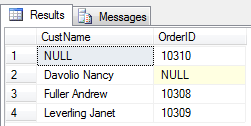 Results Messages
CustName OrderID
1 NULL 10310
2 Davolio Nancy NULL
3 Fuller Andrew 10308
4 Leverling Janet 10309